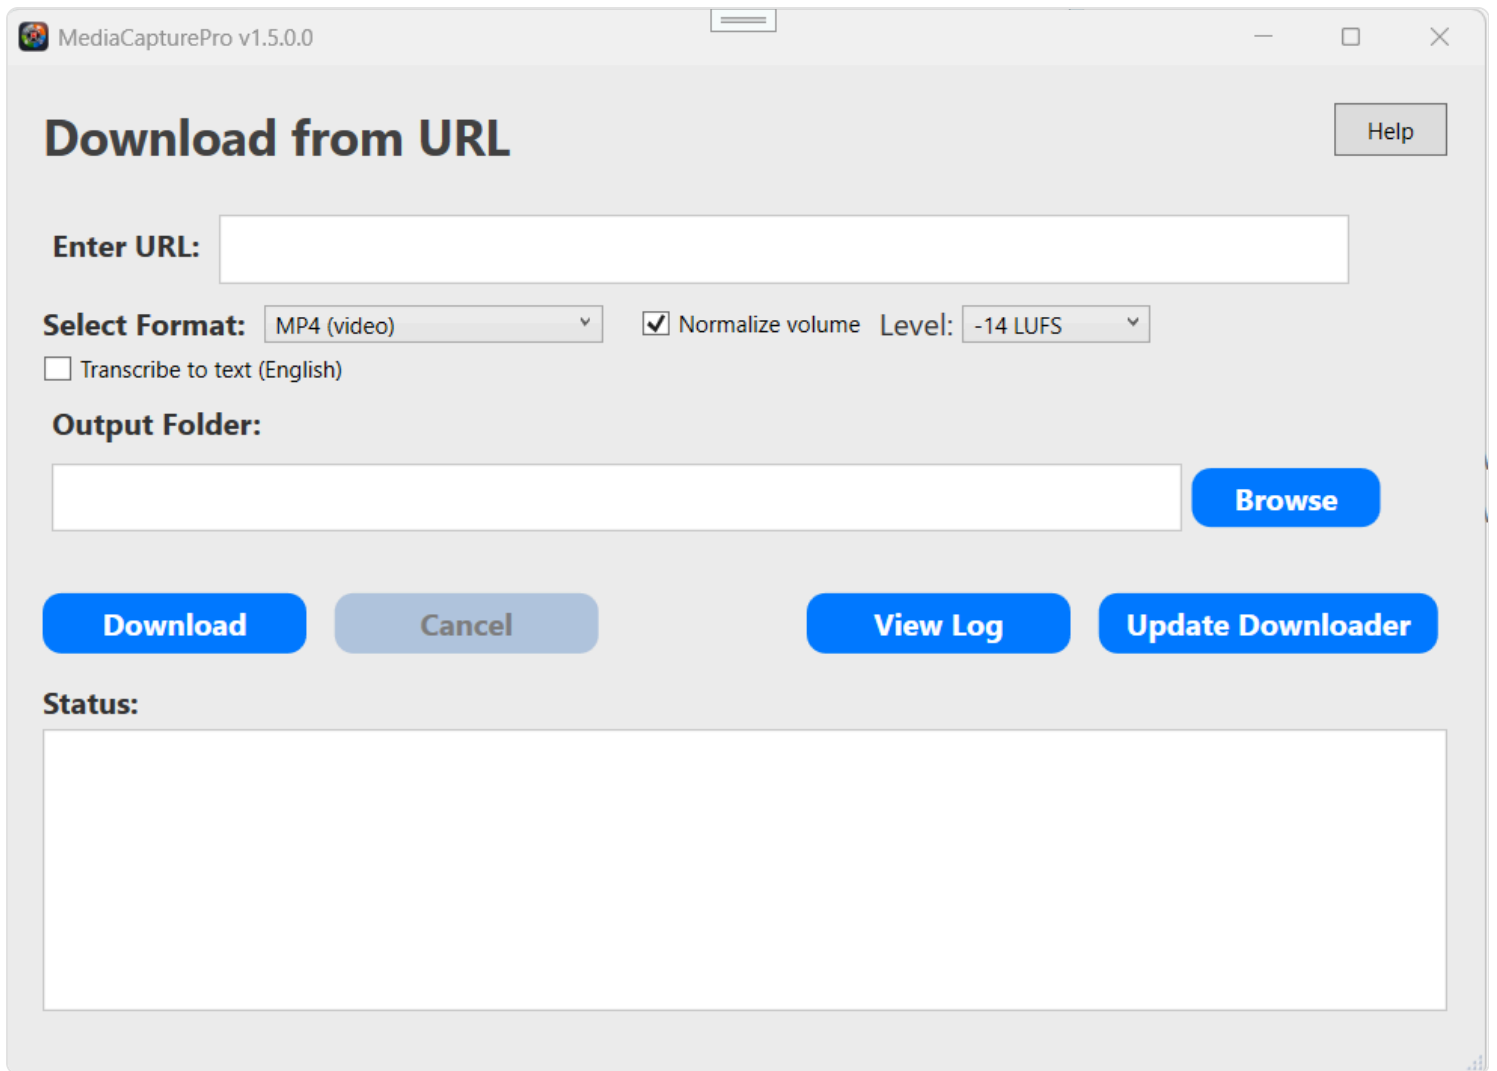 MediaCapturePro v1.5.0.0
Download from URL
Help
Enter URL:
Select Format: MP4 (video) Normalize volume Level: -14 LUFS
Transcribe to text (English)
Output Folder:
Browse
Download Cancel View Log Update Downloader
Status: